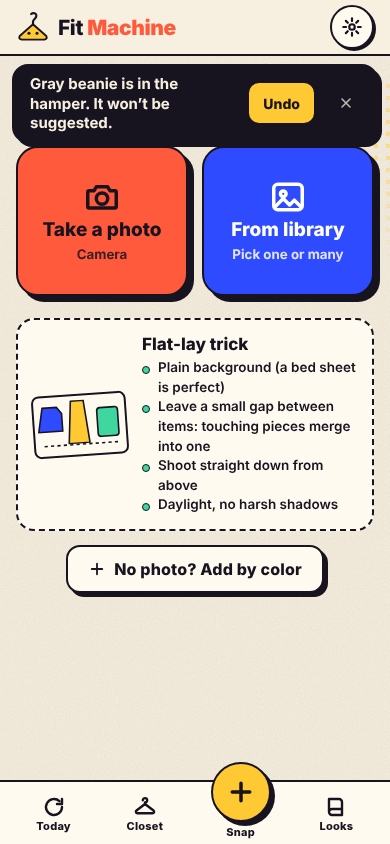 Fit Machine
Gray beanie is in the
hamper. It won’t be
suggested.
Undo
Take a photo
Camera
From library
Pick one or many
Flat-lay trick
Plain background (a bed sheet
is perfect)
Leave a small gap between
items: touching pieces merge
into one
Shoot straight down from
above
Daylight, no harsh shadows
No photo? Add by color
Today
Closet
Snap
Looks